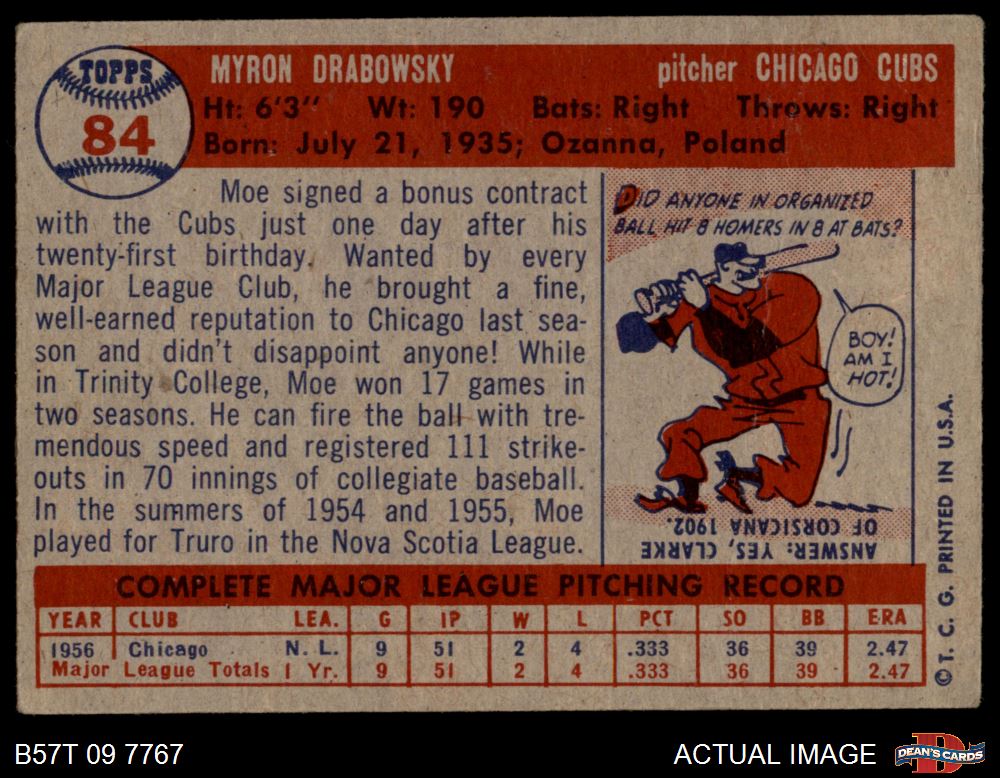 TOPPS
84
MYRON DRABOWSKY pitcher CHICAGO CUBS
Ht: 6'3" Wt: 190 Bats: Right Throws: Right
Born: July 21, 1935; Ozanna, Poland
Moe signed a bonus contract
with the Cubs just one day after his
twenty-first birthday. Wanted by every
Major League Club, he brought a fine,
well-earned reputation to Chicago last sea-
son and didn't disappoint anyone! While
in Trinity College, Moe won 17 games in
two seasons. He can fire the ball with tre-
mendous speed and registered 111 strike-
outs in 70 innings of collegiate baseball.
In the summers of 1954 and 1955, Moe
played for Truro in the Nova Scotia League.
DID ANYONE IN ORGANIZED
BALL HIT 8 HOMERS IN 8 AT BATS?
BOY!
AM I
HOT!
ANSWER: YES, CLARKE
OF CORSICANA 1902.
COMPLETE MAJOR LEAGUE PITCHING RECORD
YEAR CLUB LEA. G IP W L PCT SO BB ERA
1956 Chicago N. L. 9 51 2 4 .333 36 39 2.47
Major League Totals 1 Yr. 9 51 2 4 .333 36 39 2.47
© T. C. G. PRINTED IN U.S.A.
B57T 09 7767 ACTUAL IMAGE
DEAN'S CARDS